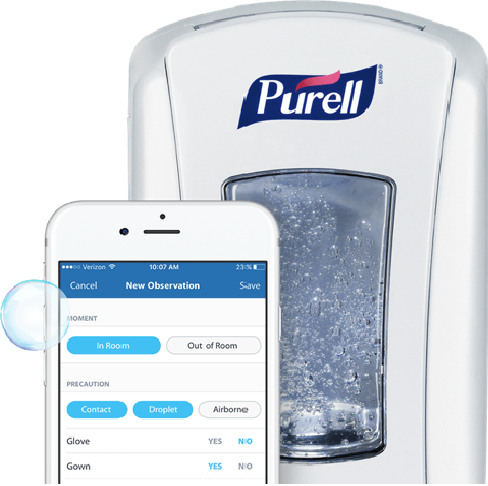 Purell
BRAND ®
Verizon 10:07 AM 23%
Cancel New Observation Save
MOMENT
In Room Out of Room
PRECAUTION
Contact Droplet Airborne
Glove YES NO
Gown YES NO